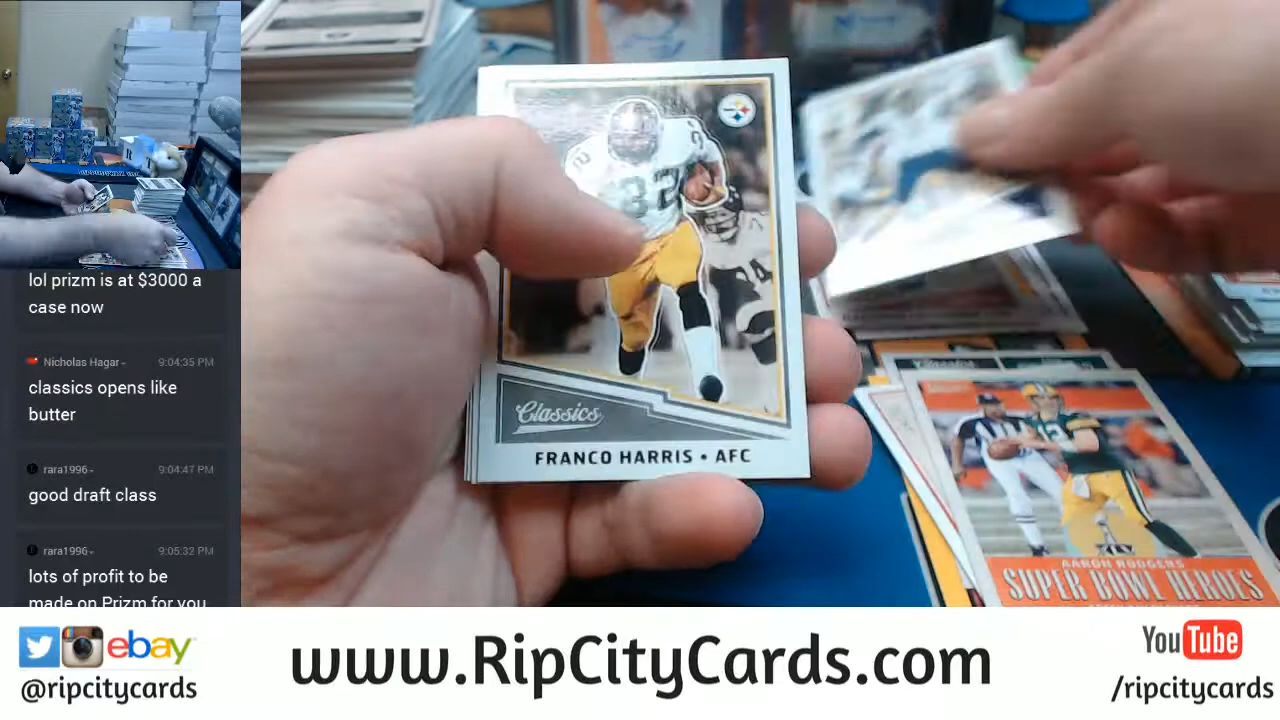 lol prizm is at $3000 a
case now
Nicholas Hagar
9:04:35 PM
classics opens like
butter
rara1996
9:04:47 PM
good draft class
rara1996
9:05:32 PM
lots of profit to be
made on Prizm for you
32
Classics
FRANCO HARRIS • AFC
12
AARON RODGERS
SUPER BOWL HEROES
ebay
@ripcitycards
www.RipCityCards.com
YouTube
/ripcitycards